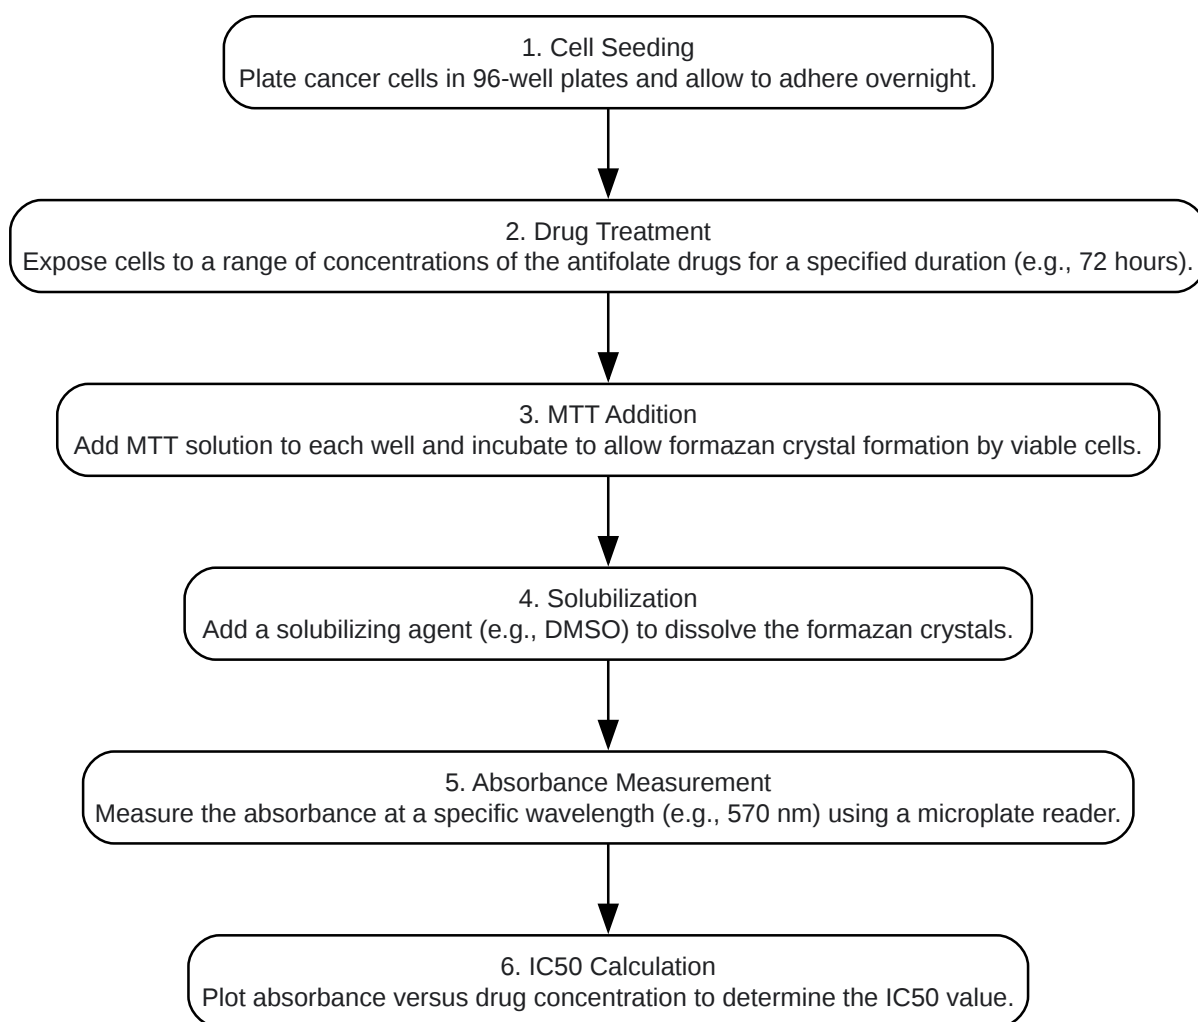 1. Cell Seeding
Plate cancer cells in 96-well plates and allow to adhere overnight.
2. Drug Treatment
Expose cells to a range of concentrations of the antifolate drugs for a specified duration (e.g., 72 hours).
3. MTT Addition
Add MTT solution to each well and incubate to allow formazan crystal formation by viable cells.
4. Solubilization
Add a solubilizing agent (e.g., DMSO) to dissolve the formazan crystals.
5. Absorbance Measurement
Measure the absorbance at a specific wavelength (e.g., 570 nm) using a microplate reader.
6. IC50 Calculation
Plot absorbance versus drug concentration to determine the IC50 value.